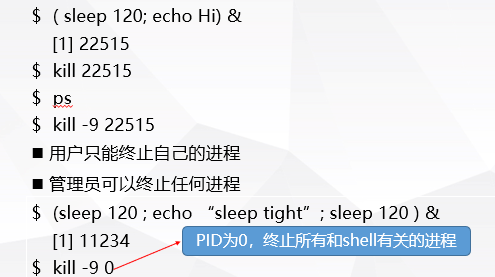 $ ( sleep 120; echo Hi) &
[1] 22515
$ kill 22515
$ ps
$ kill -9 22515
■ 用户只能终止自己的进程
■ 管理员可以终止任何进程
$ (sleep 120 ; echo “sleep tight” ; sleep 120 ) &
[1] 11234
PID为0，终止所有和shell有关的进程
$ kill -9 0